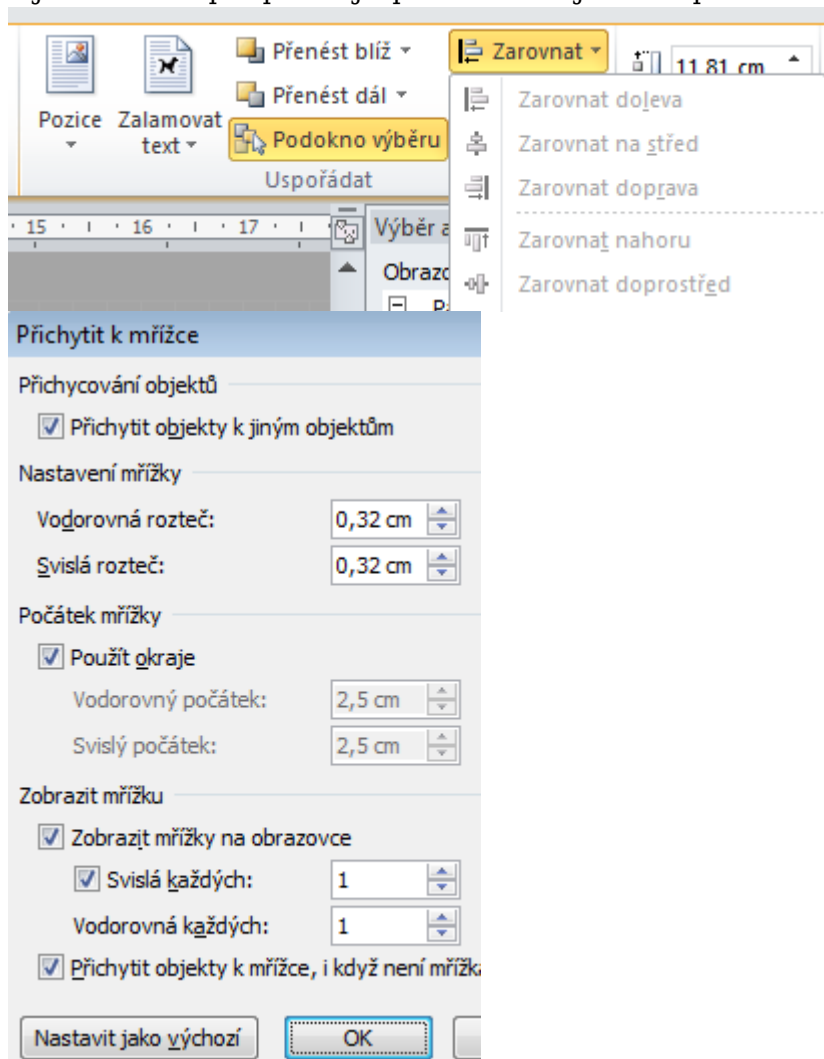 Přenést blíž
Zarovnat
11,81 cm
Přenést dál
Zarovnat doleva
Pozice
Zalamovat text
Podokno výběru
Zarovnat na střed
Uspořádat
Zarovnat doprava
15 16 17
Výběr a
Zarovnat nahoru
Obrazo
Zarovnat doprostřed
Přichytit k mřížce
Přichycování objektů
Přichytit objekty k jiným objektům
Nastavení mřížky
Vodorovná rozteč: 0,32 cm
Svislá rozteč: 0,32 cm
Počátek mřížky
Použít okraje
Vodorovný počátek: 2,5 cm
Svislý počátek: 2,5 cm
Zobrazit mřížku
Zobrazit mřížky na obrazovce
Svislá každých: 1
Vodorovná každých: 1
Přichytit objekty k mřížce, i když není
Nastavit jako výchozí OK